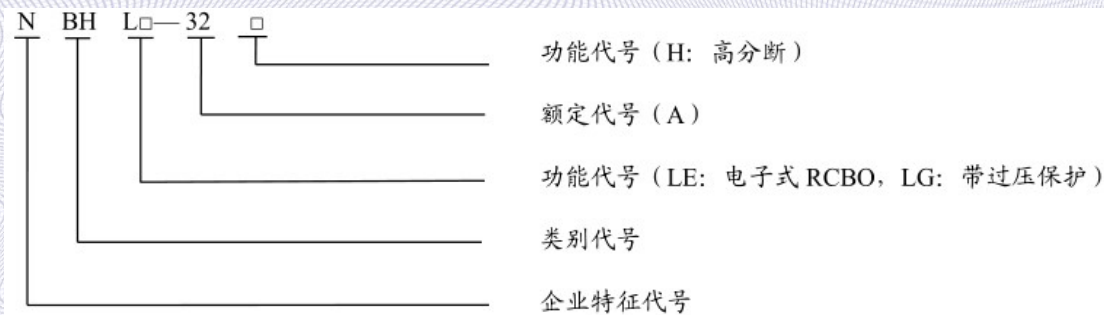 N BH L□—32 □
功能代号（H：高分断）
额定代号（A）
功能代号（LE：电子式 RCBO，LG：带过压保护）
类别代号
企业特征代号